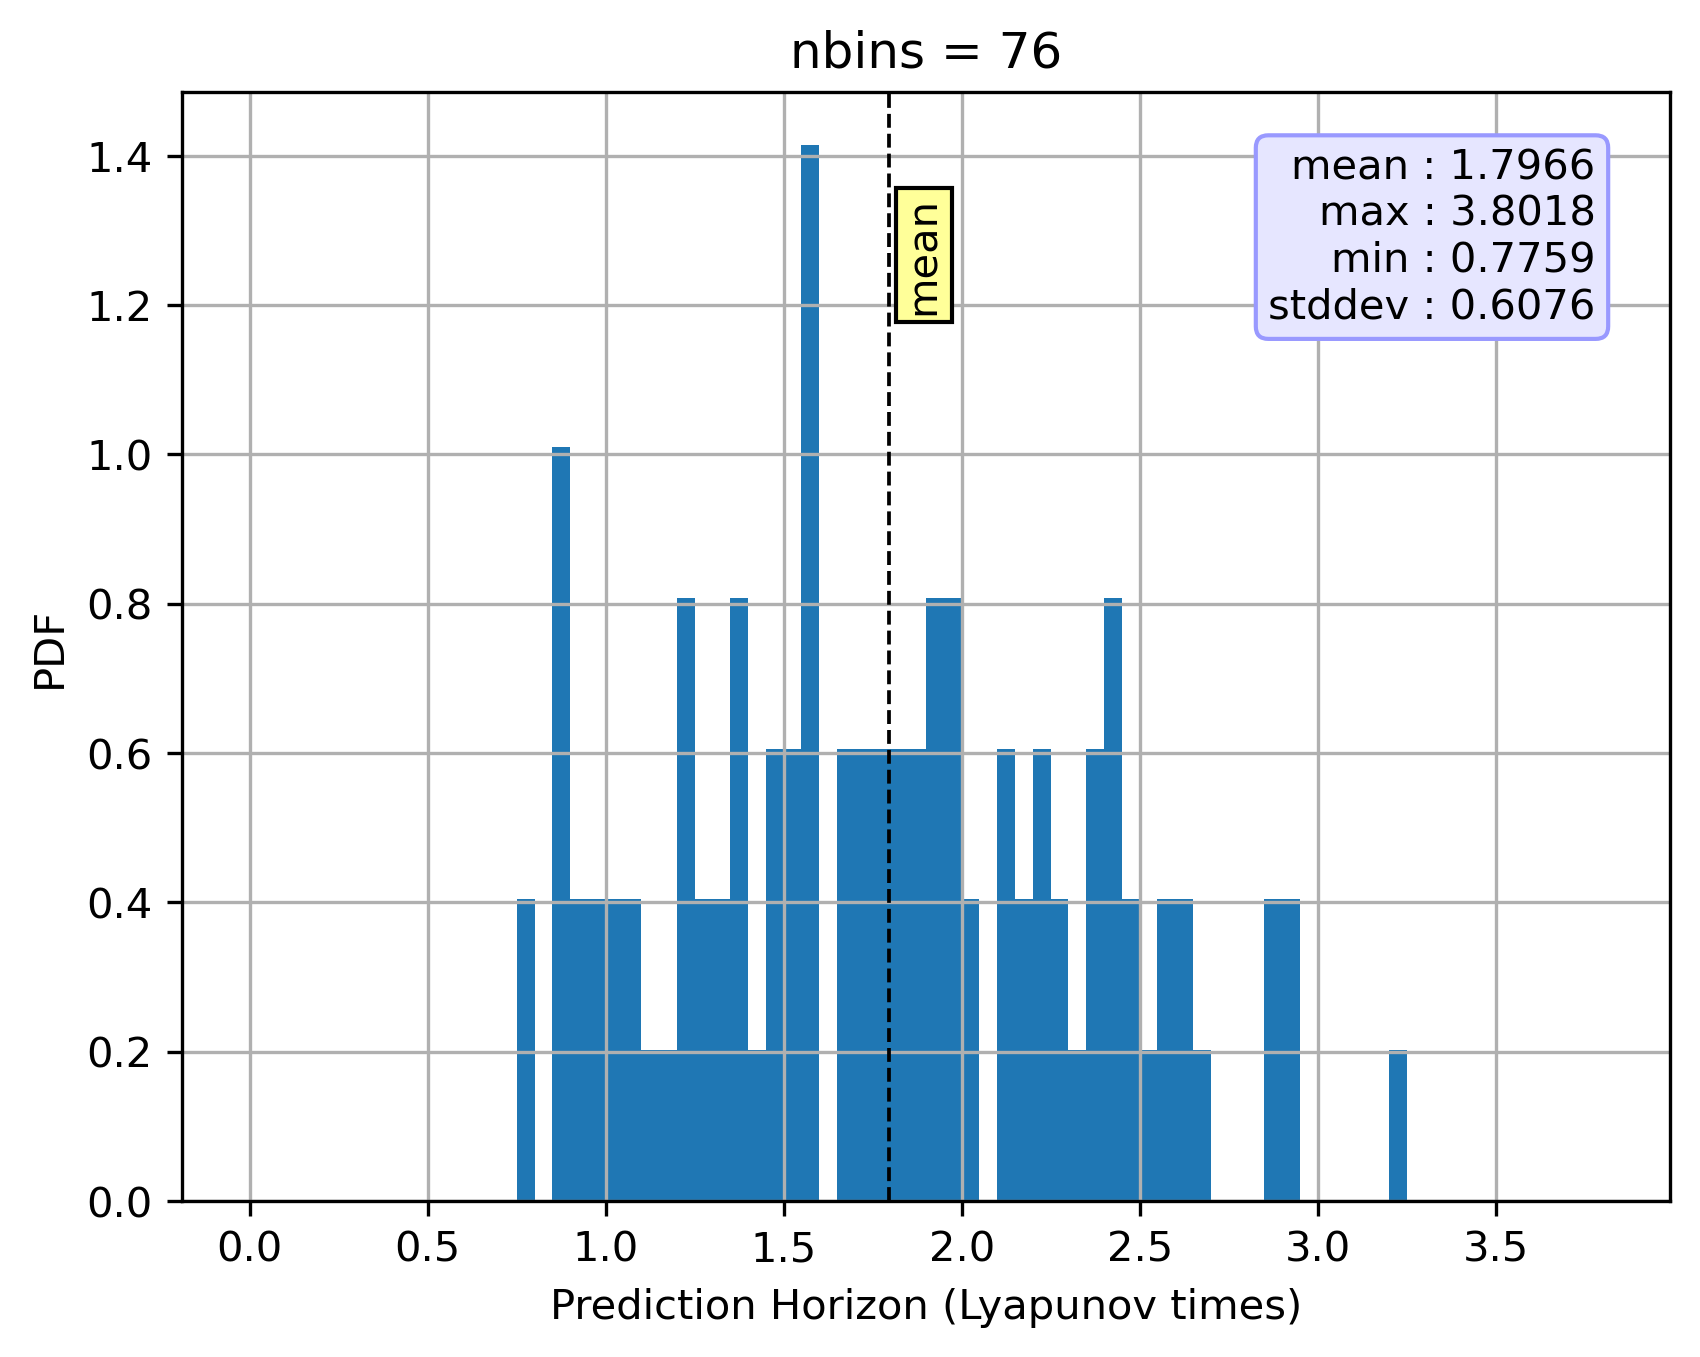 nbins = 76
mean : 1.7966
max : 3.8018
min : 0.7759
stddev : 0.6076
mean
PDF
1.4
1.2
1.0
0.8
0.6
0.4
0.2
0.0
0.0 0.5 1.0 1.5 2.0 2.5 3.0 3.5
Prediction Horizon (Lyapunov times)